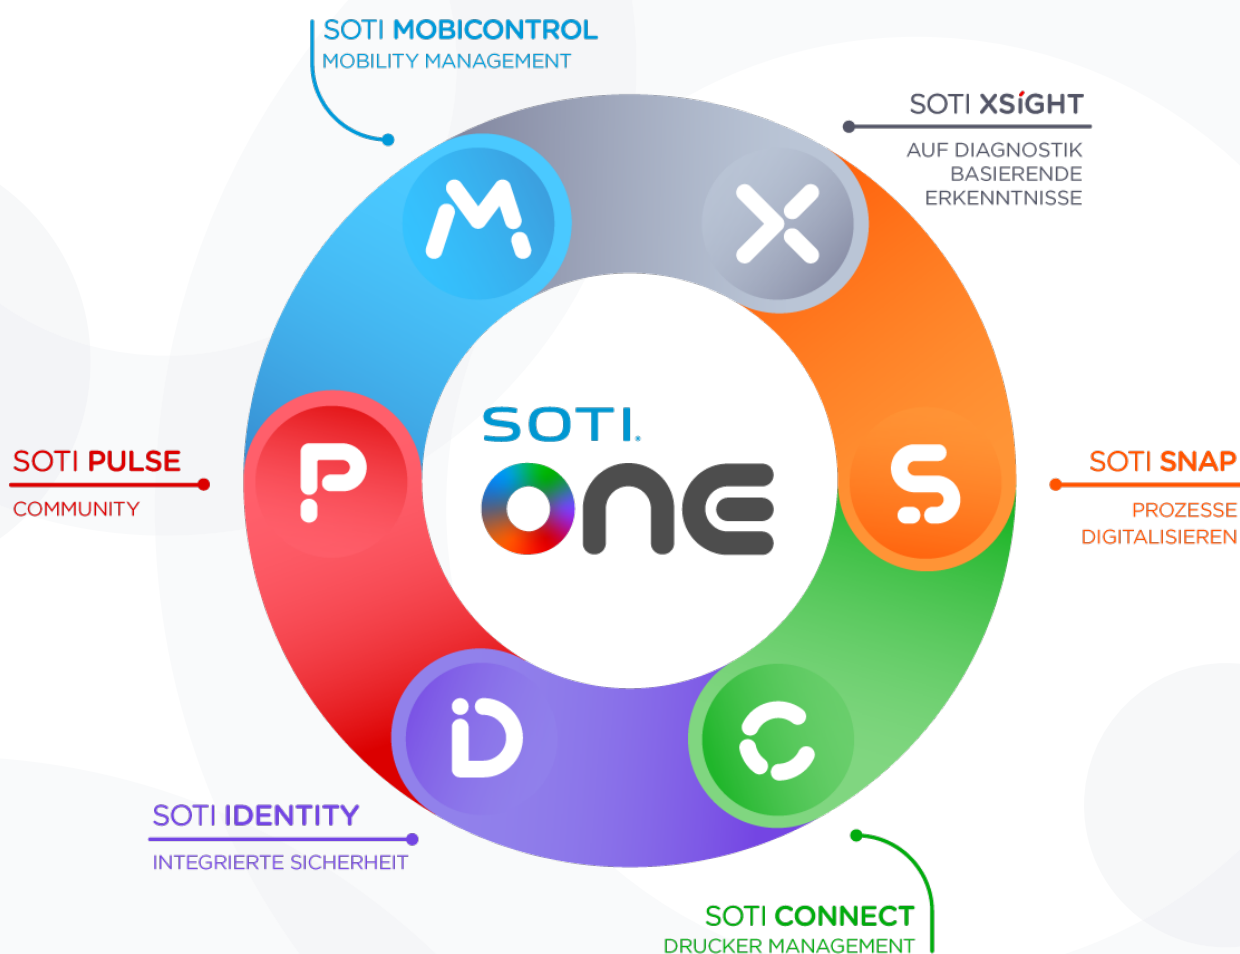 SOTI MOBICONTROL
MOBILITY MANAGEMENT
SOTI XSiGHT
AUF DIAGNOSTIK
BASIERENDE
ERKENNTNISSE
M
X
SOTI PULSE
COMMUNITY
P
SOTI®
ONE
S
SOTI SNAP
PROZESSE
DIGITALISIEREN
iD
C
SOTI IDENTITY
INTEGRIERTE SICHERHEIT
SOTI CONNECT
DRUCKER MANAGEMENT